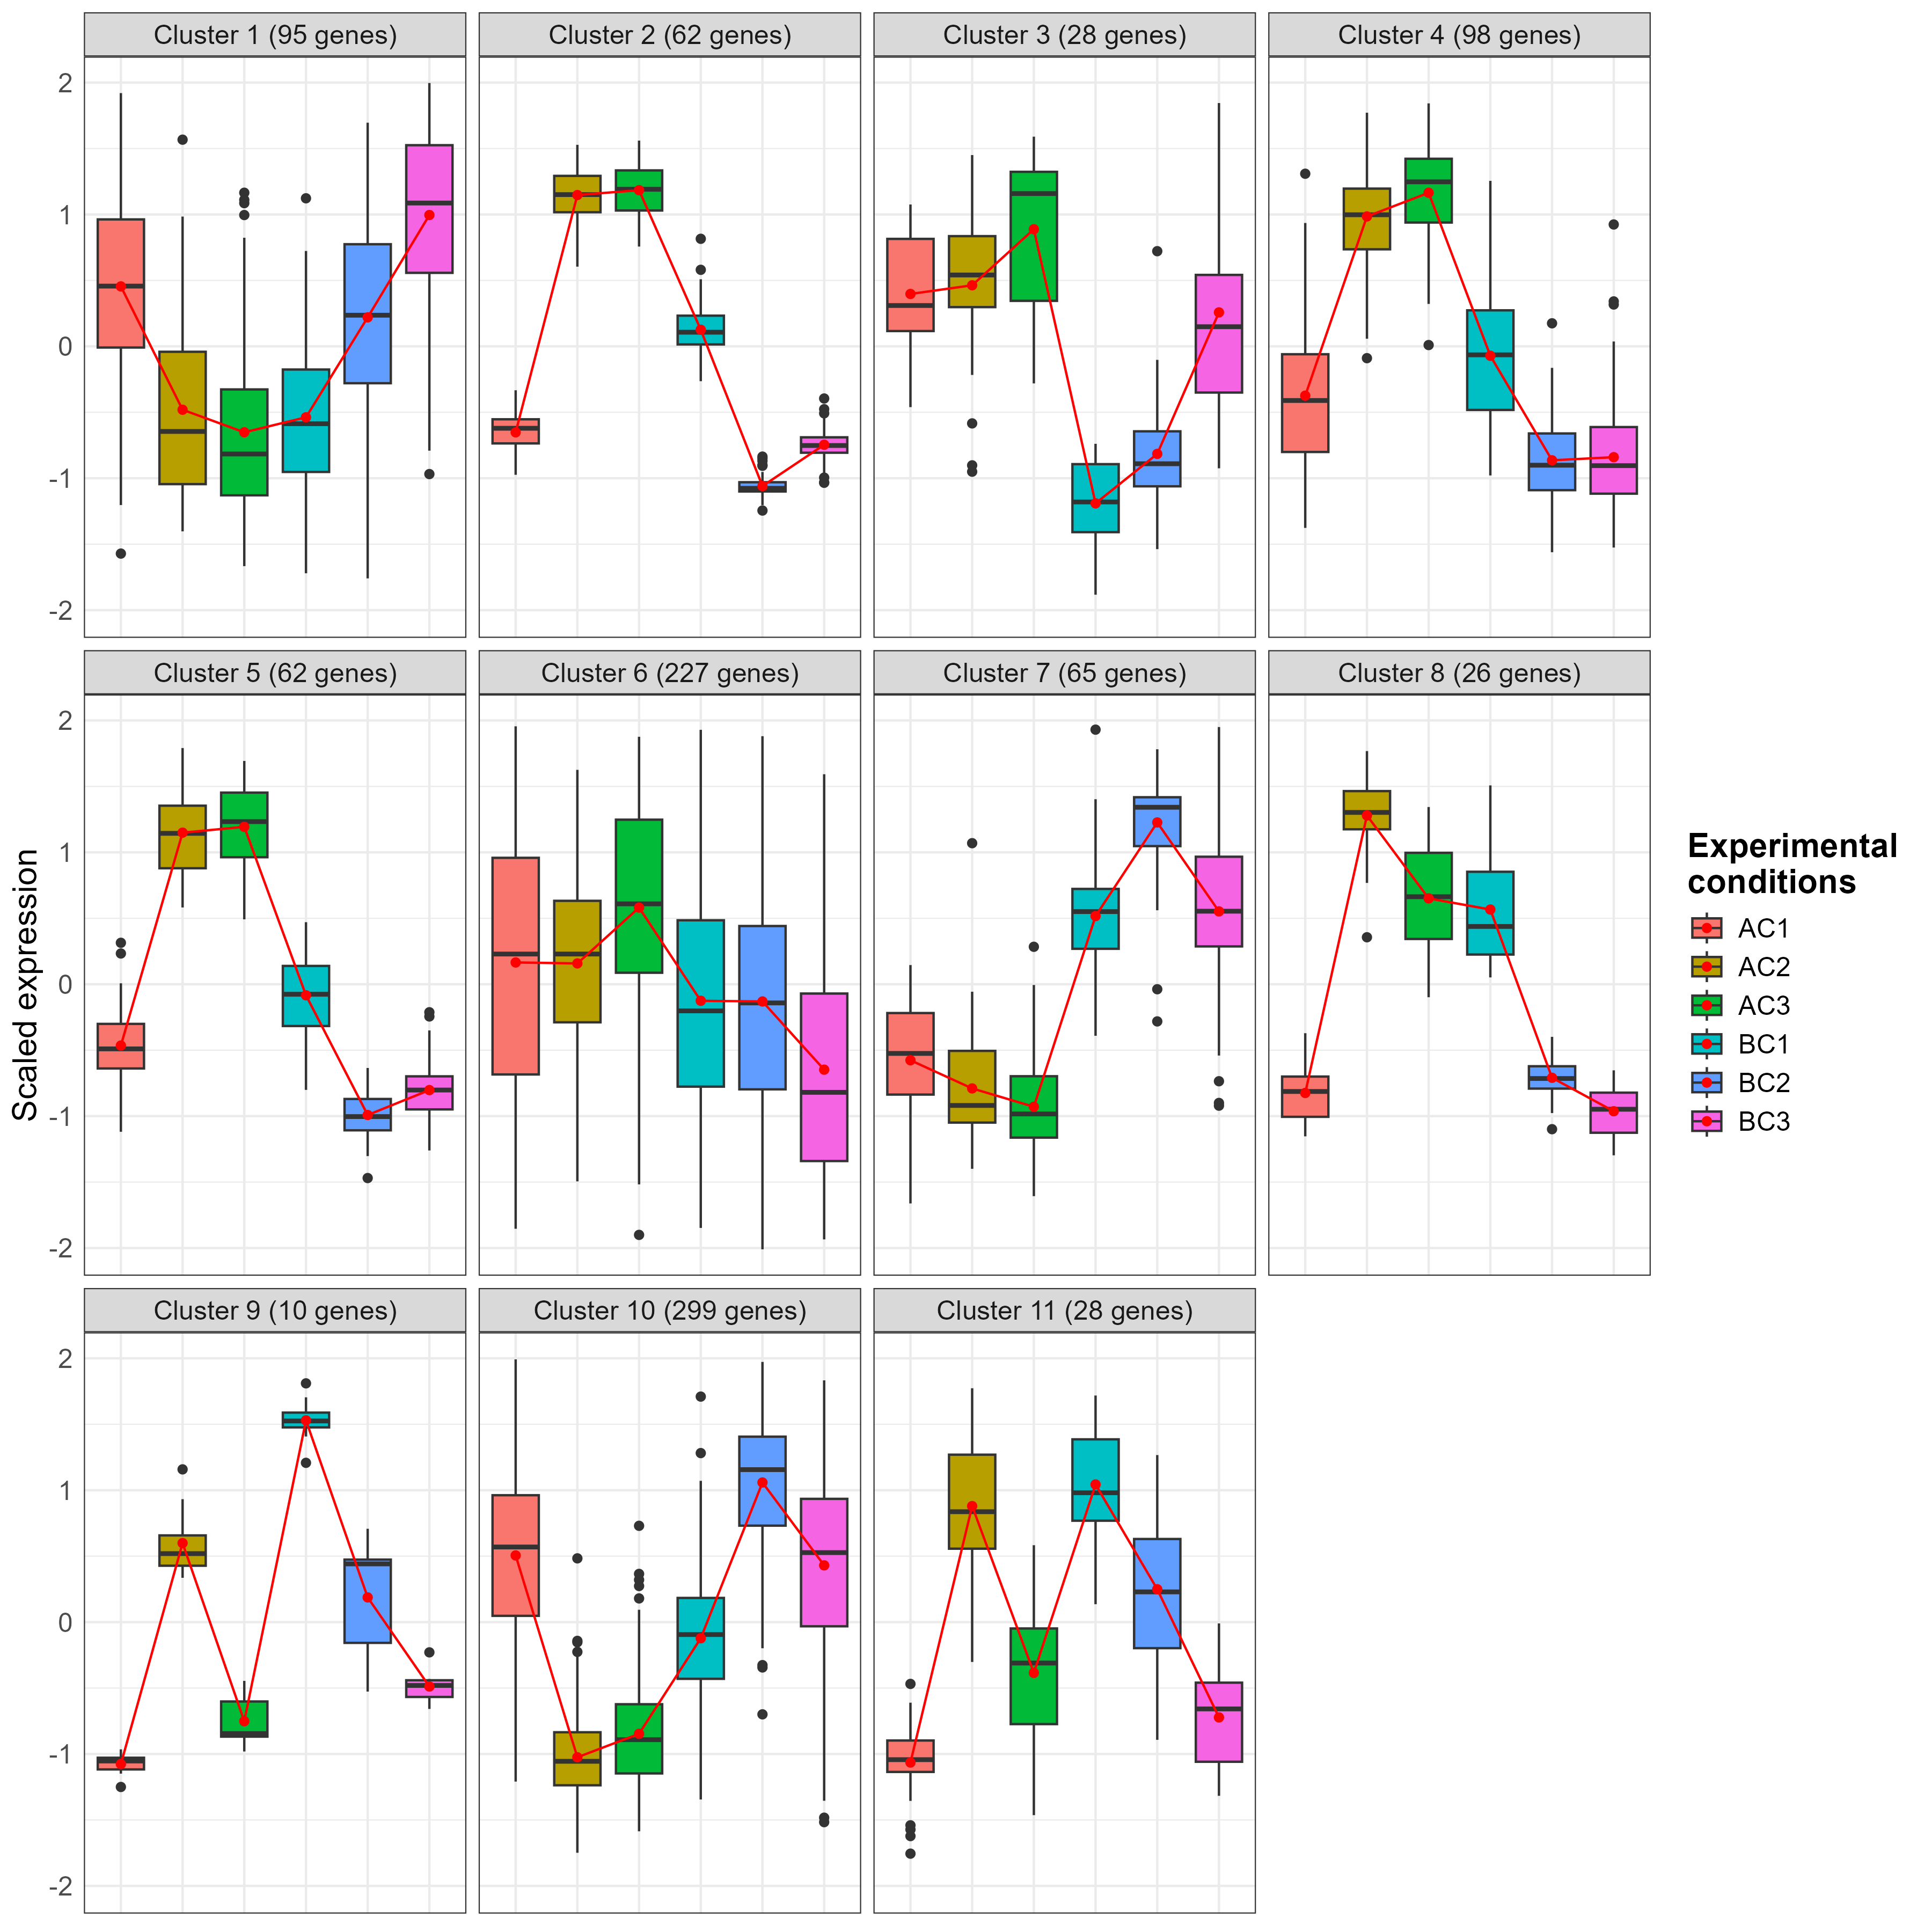 Cluster 1 (95 genes)
Cluster 2 (62 genes)
Cluster 3 (28 genes)
Cluster 4 (98 genes)
2
1
0
-1
-2
Cluster 5 (62 genes)
Cluster 6 (227 genes)
Cluster 7 (65 genes)
Cluster 8 (26 genes)
2
1
0
-1
-2
Scaled expression
Cluster 9 (10 genes)
Cluster 10 (299 genes)
Cluster 11 (28 genes)
2
1
0
-1
-2
Experimental
conditions
AC1
AC2
AC3
BC1
BC2
BC3